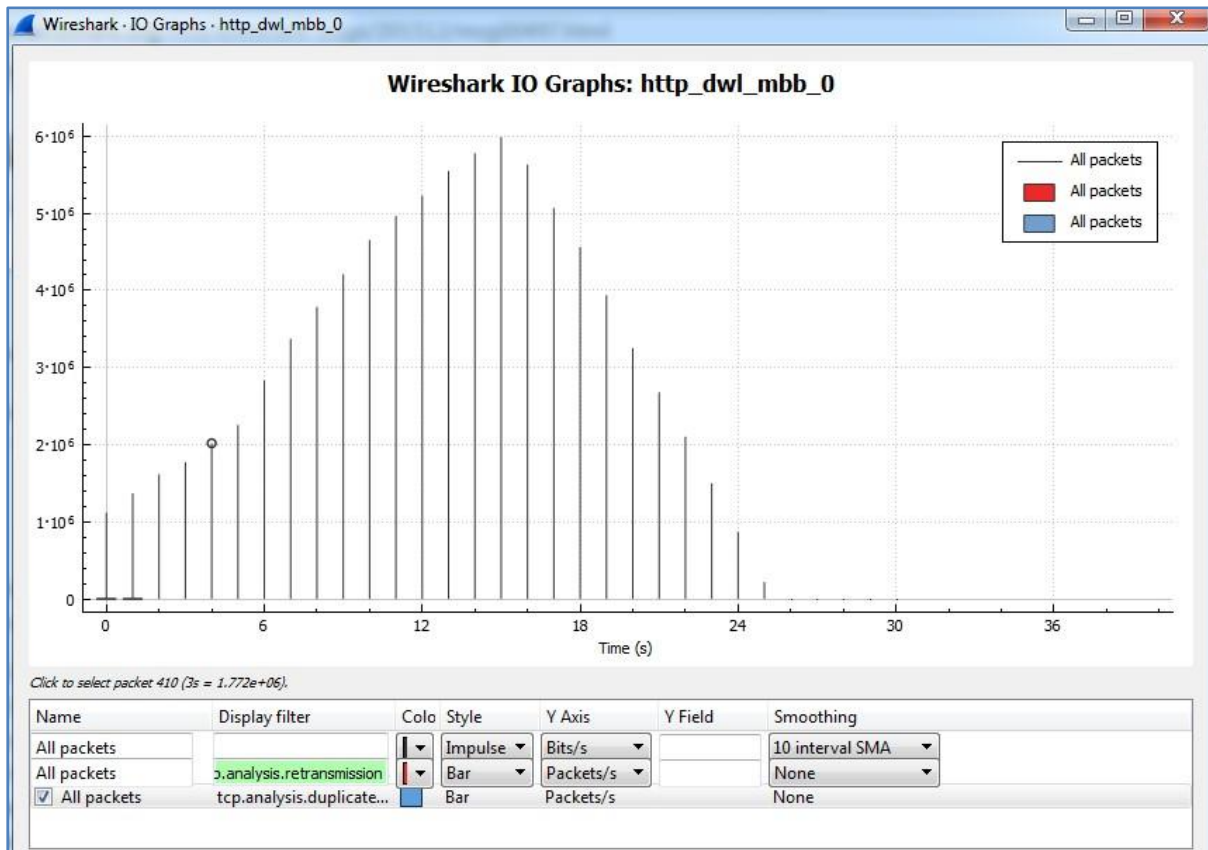 Wireshark · IO Graphs · http_dwl_mbb_0
Wireshark IO Graphs: http_dwl_mbb_0
6·10⁶
5·10⁶
4·10⁶
3·10⁶
2·10⁶
1·10⁶
0
All packets
All packets
All packets
0 6 12 18 24 30 36
Time (s)
Click to select packet 410 (3s = 1.772e+06).
Name Display filter Colo Style Y Axis Y Field Smoothing
All packets Impulse Bits/s 10 interval SMA
All packets o.analysis.retransmission Bar Packets/s None
All packets tcp.analysis.duplicate... Bar Packets/s None